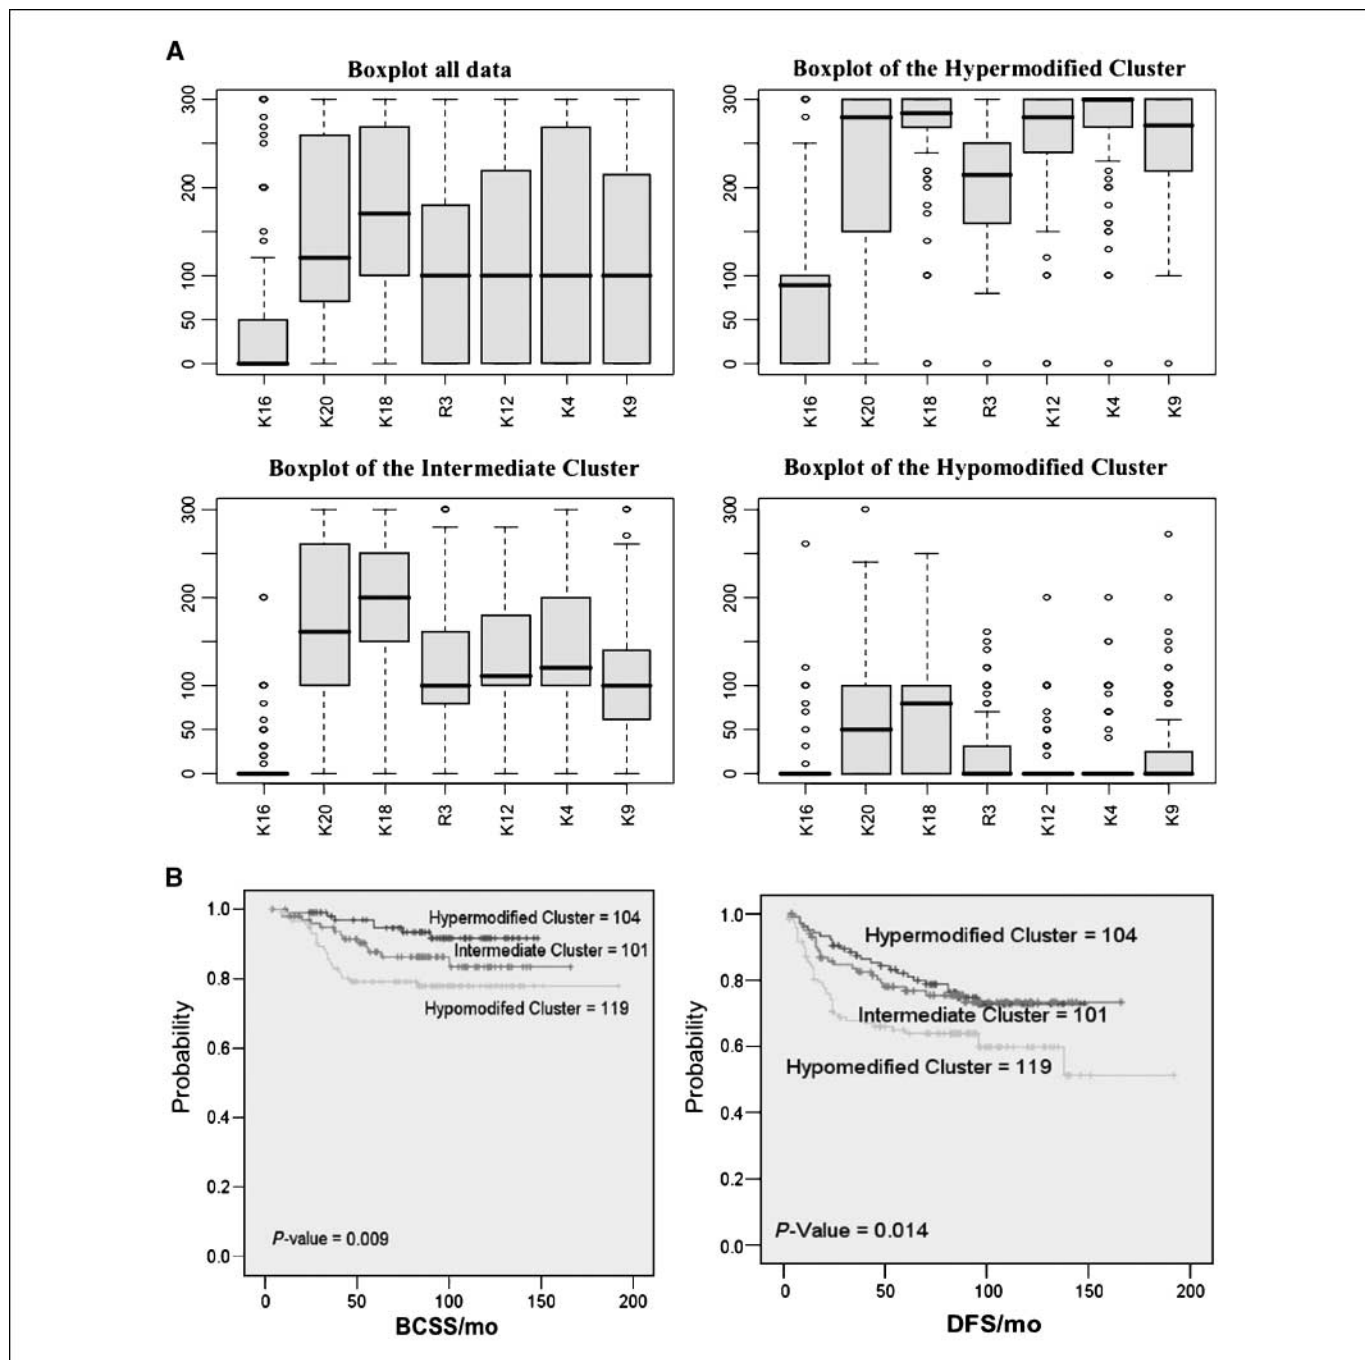 A
Boxplot all data
300
200
100
50
0
K16
K20
K18
R3
K12
K4
K9
Boxplot of the Hypermodified Cluster
300
200
100
50
0
K16
K20
K18
R3
K12
K4
K9
Boxplot of the Intermediate Cluster
300
200
100
50
0
K16
K20
K18
R3
K12
K4
K9
Boxplot of the Hypomodified Cluster
300
200
100
50
0
K16
K20
K18
R3
K12
K4
K9
B
Probability
1.0
0.8
0.6
0.4
0.2
0.0
Hypermodified Cluster = 104
Intermediate Cluster = 101
Hypomodifed Cluster = 119
P-value = 0.009
0 50 100 150 200
BCSS/mo
Probability
1.0
0.8
0.6
0.4
0.2
0.0
Hypermodified Cluster = 104
Intermediate Cluster = 101
Hypomedified Cluster = 119
P-Value = 0.014
0 50 100 150 200
DFS/mo